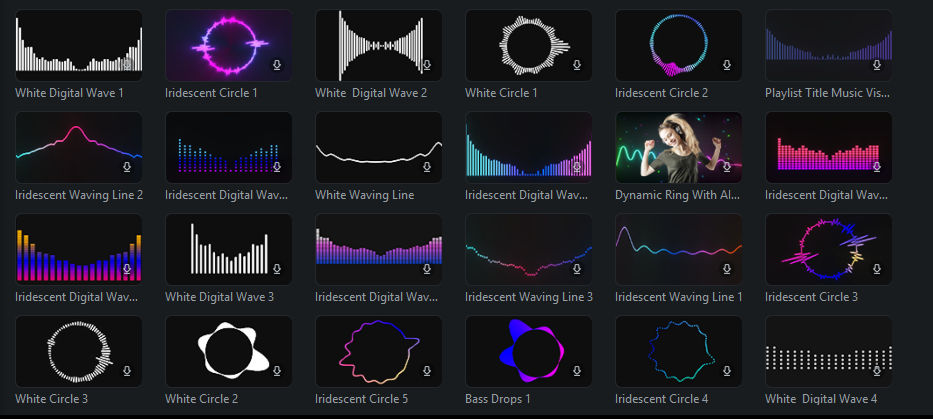 White Digital Wave 1
Iridescent Circle 1
White  Digital Wave 2
White Circle 1
Iridescent Circle 2
Playlist Title Music Vis...
Iridescent Waving Line 2
Iridescent Digital Wav...
White Waving Line
Iridescent Digital Wav...
Dynamic Ring With Al...
Iridescent Digital Wav...
Iridescent Digital Wav...
White Digital Wave 3
Iridescent Digital Wav...
Iridescent Waving Line 3
Iridescent Waving Line 1
Iridescent Circle 3
White Circle 3
White Circle 2
Iridescent Circle 5
Bass Drops 1
Iridescent Circle 4
White  Digital Wave 4